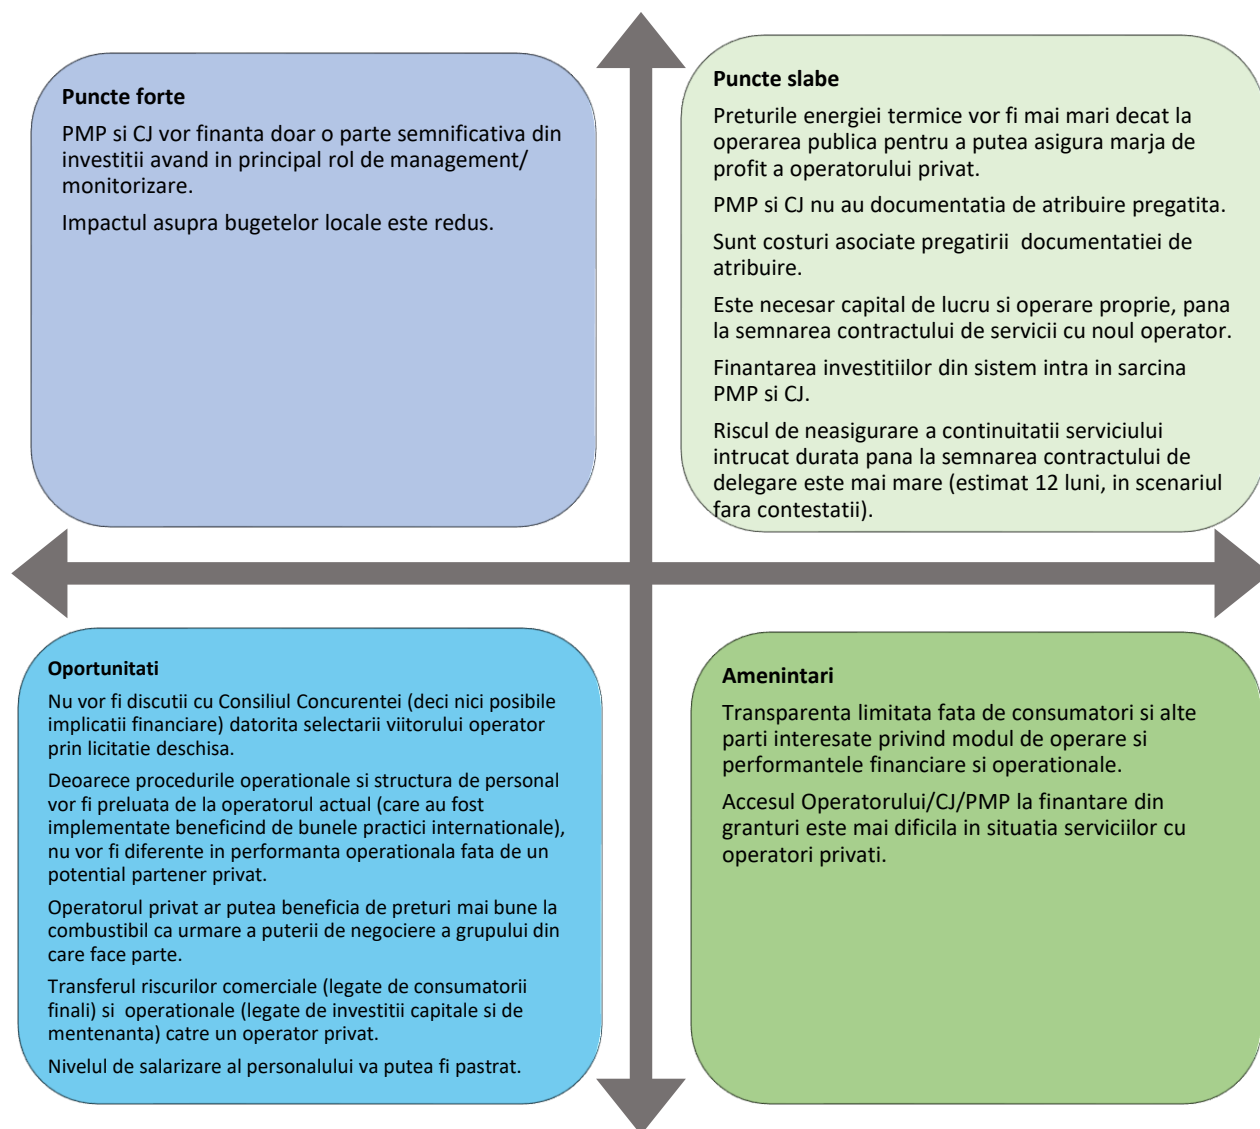 Puncte forte
PMP si CJ vor finanta doar o parte semnificativa din
investitii avand in principal rol de management/
monitorizare.
Impactul asupra bugetelor locale este redus.
Puncte slabe
Preturile energiei termice vor fi mai mari decat la
operarea publica pentru a putea asigura marja de
profit a operatorului privat.
PMP si CJ nu au documentatia de atribuire pregatita.
Sunt costuri asociate pregatirii documentatiei de
atribuire.
Este necesar capital de lucru si operare proprie, pana
la semnarea contractului de servicii cu noul operator.
Finantarea investitiilor din sistem intra in sarcina
PMP si CJ.
Riscul de neasigurare a continuitatii serviciului
intrucat durata pana la semnarea contractului de
delegare este mai mare (estimat 12 luni, in scenariul
fara contestatii).
Oportunitati
Nu vor fi discutii cu Consiliul Concurentei (deci nici posibile
implicatii financiare) datorita selectarii viitorului operator
prin licitatie deschisa.
Deoarece procedurile operationale si structura de personal
vor fi preluata de la operatorul actual (care au fost
implementate beneficind de bunele practici internationale),
nu vor fi diferente in performanta operationala fata de un
potential partener privat.
Operatorul privat ar putea beneficia de preturi mai bune la
combustibil ca urmare a puterii de negociere a grupului din
care face parte.
Transferul riscurilor comerciale (legate de consumatorii
finali) si operationale (legate de investitii capitale si de
mentenanta) catre un operator privat.
Nivelul de salarizare al personalului va putea fi pastrat.
Amenintari
Transparenta limitata fata de consumatori si alte
parti interesate privind modul de operare si
performantele financiare si operationale.
Accesul Operatorului/CJ/PMP la finantare din
granturi este mai dificila in situatia serviciilor cu
operatori privati.